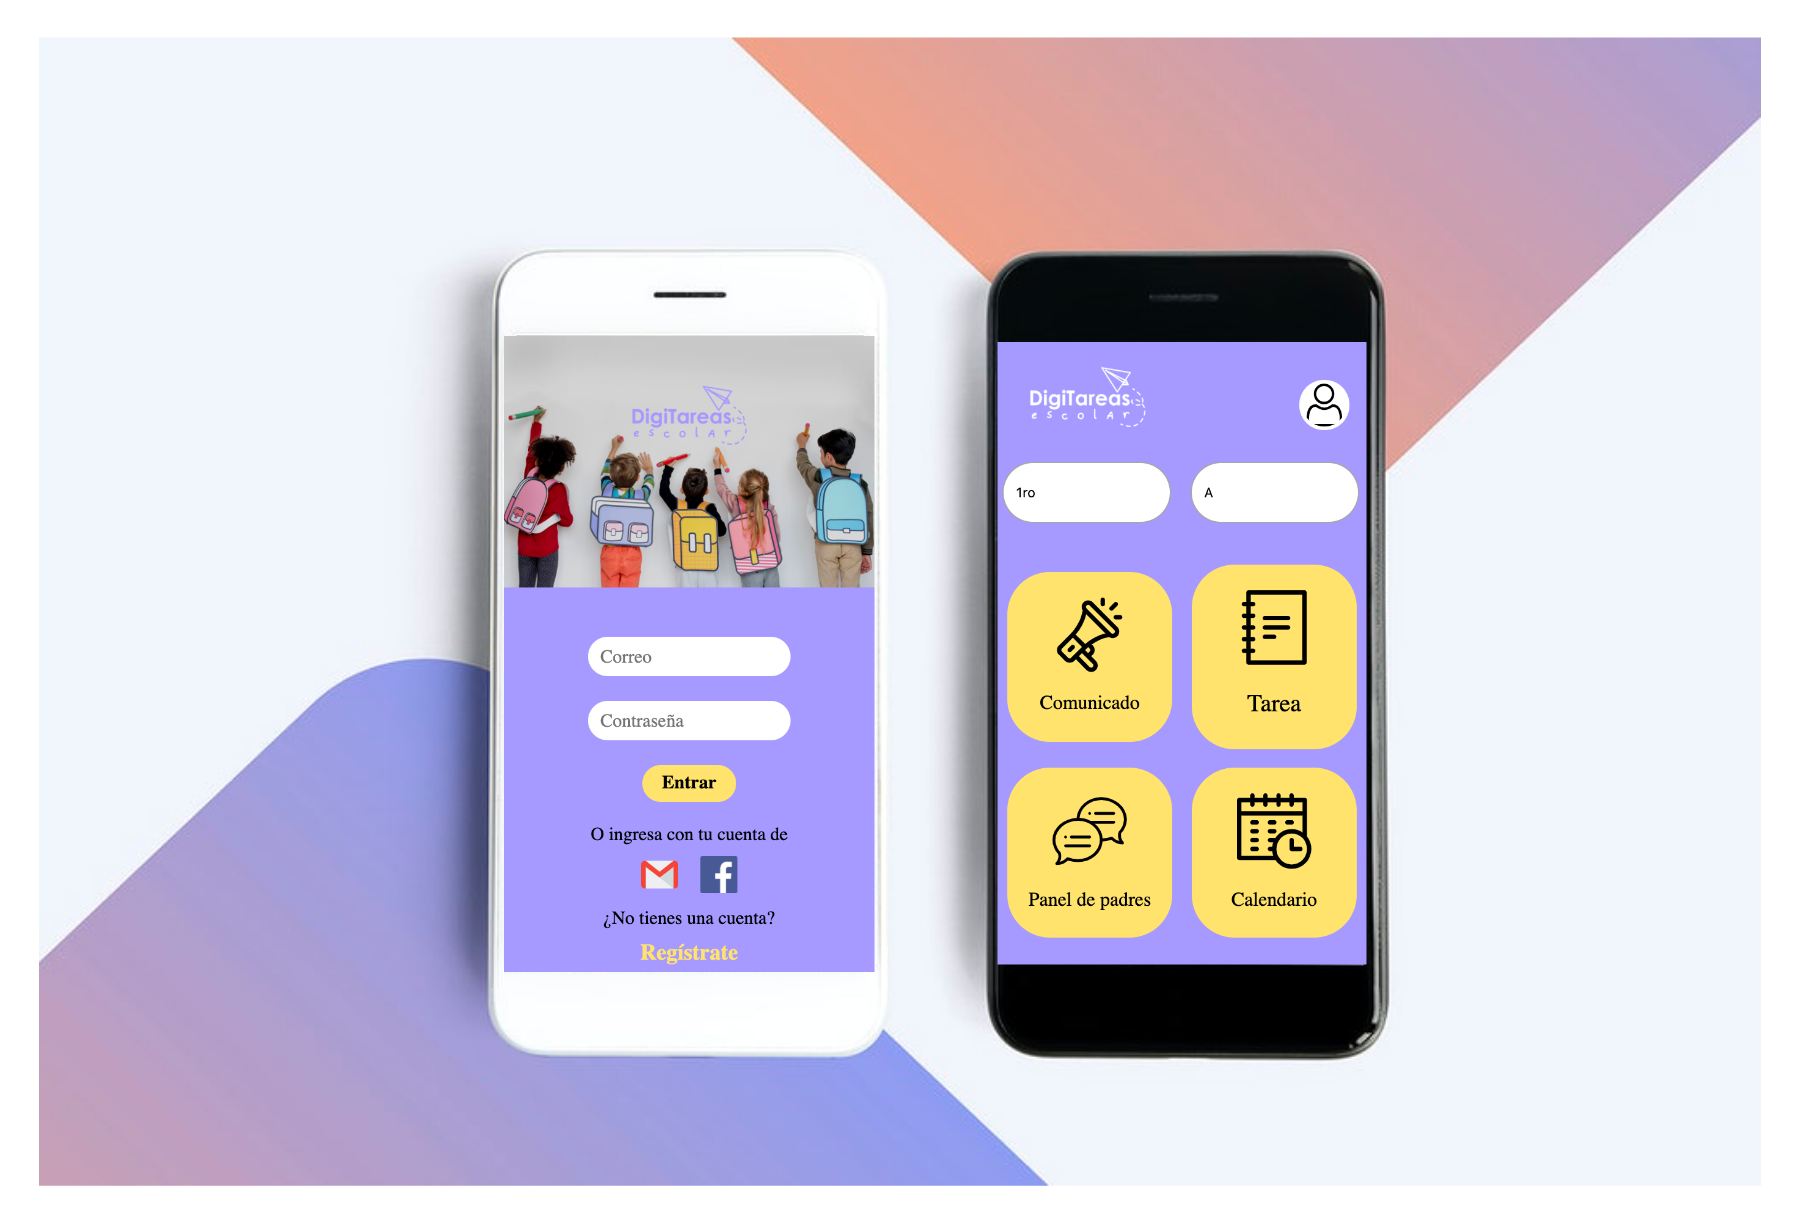 DigiTareas
escolar
Correo
Contraseña
Entrar
O ingresa con tu cuenta de
¿No tienes una cuenta?
Regístrate
DigiTareas
escolar
1ro
A
Comunicado
Tarea
Panel de padres
Calendario